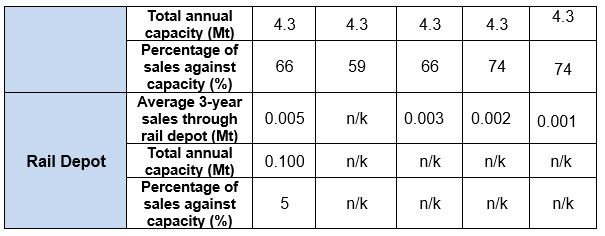 Total annual
capacity (Mt)
4.3 4.3 4.3 4.3 4.3
Percentage of
sales against
capacity (%)
66 59 66 74 74
Rail Depot
Average 3-year
sales through
rail depot (Mt)
0.005 n/k 0.003 0.002 0.001
Total annual
capacity (Mt)
0.100 n/k n/k n/k n/k
Percentage of
sales against
capacity (%)
5 n/k n/k n/k n/k